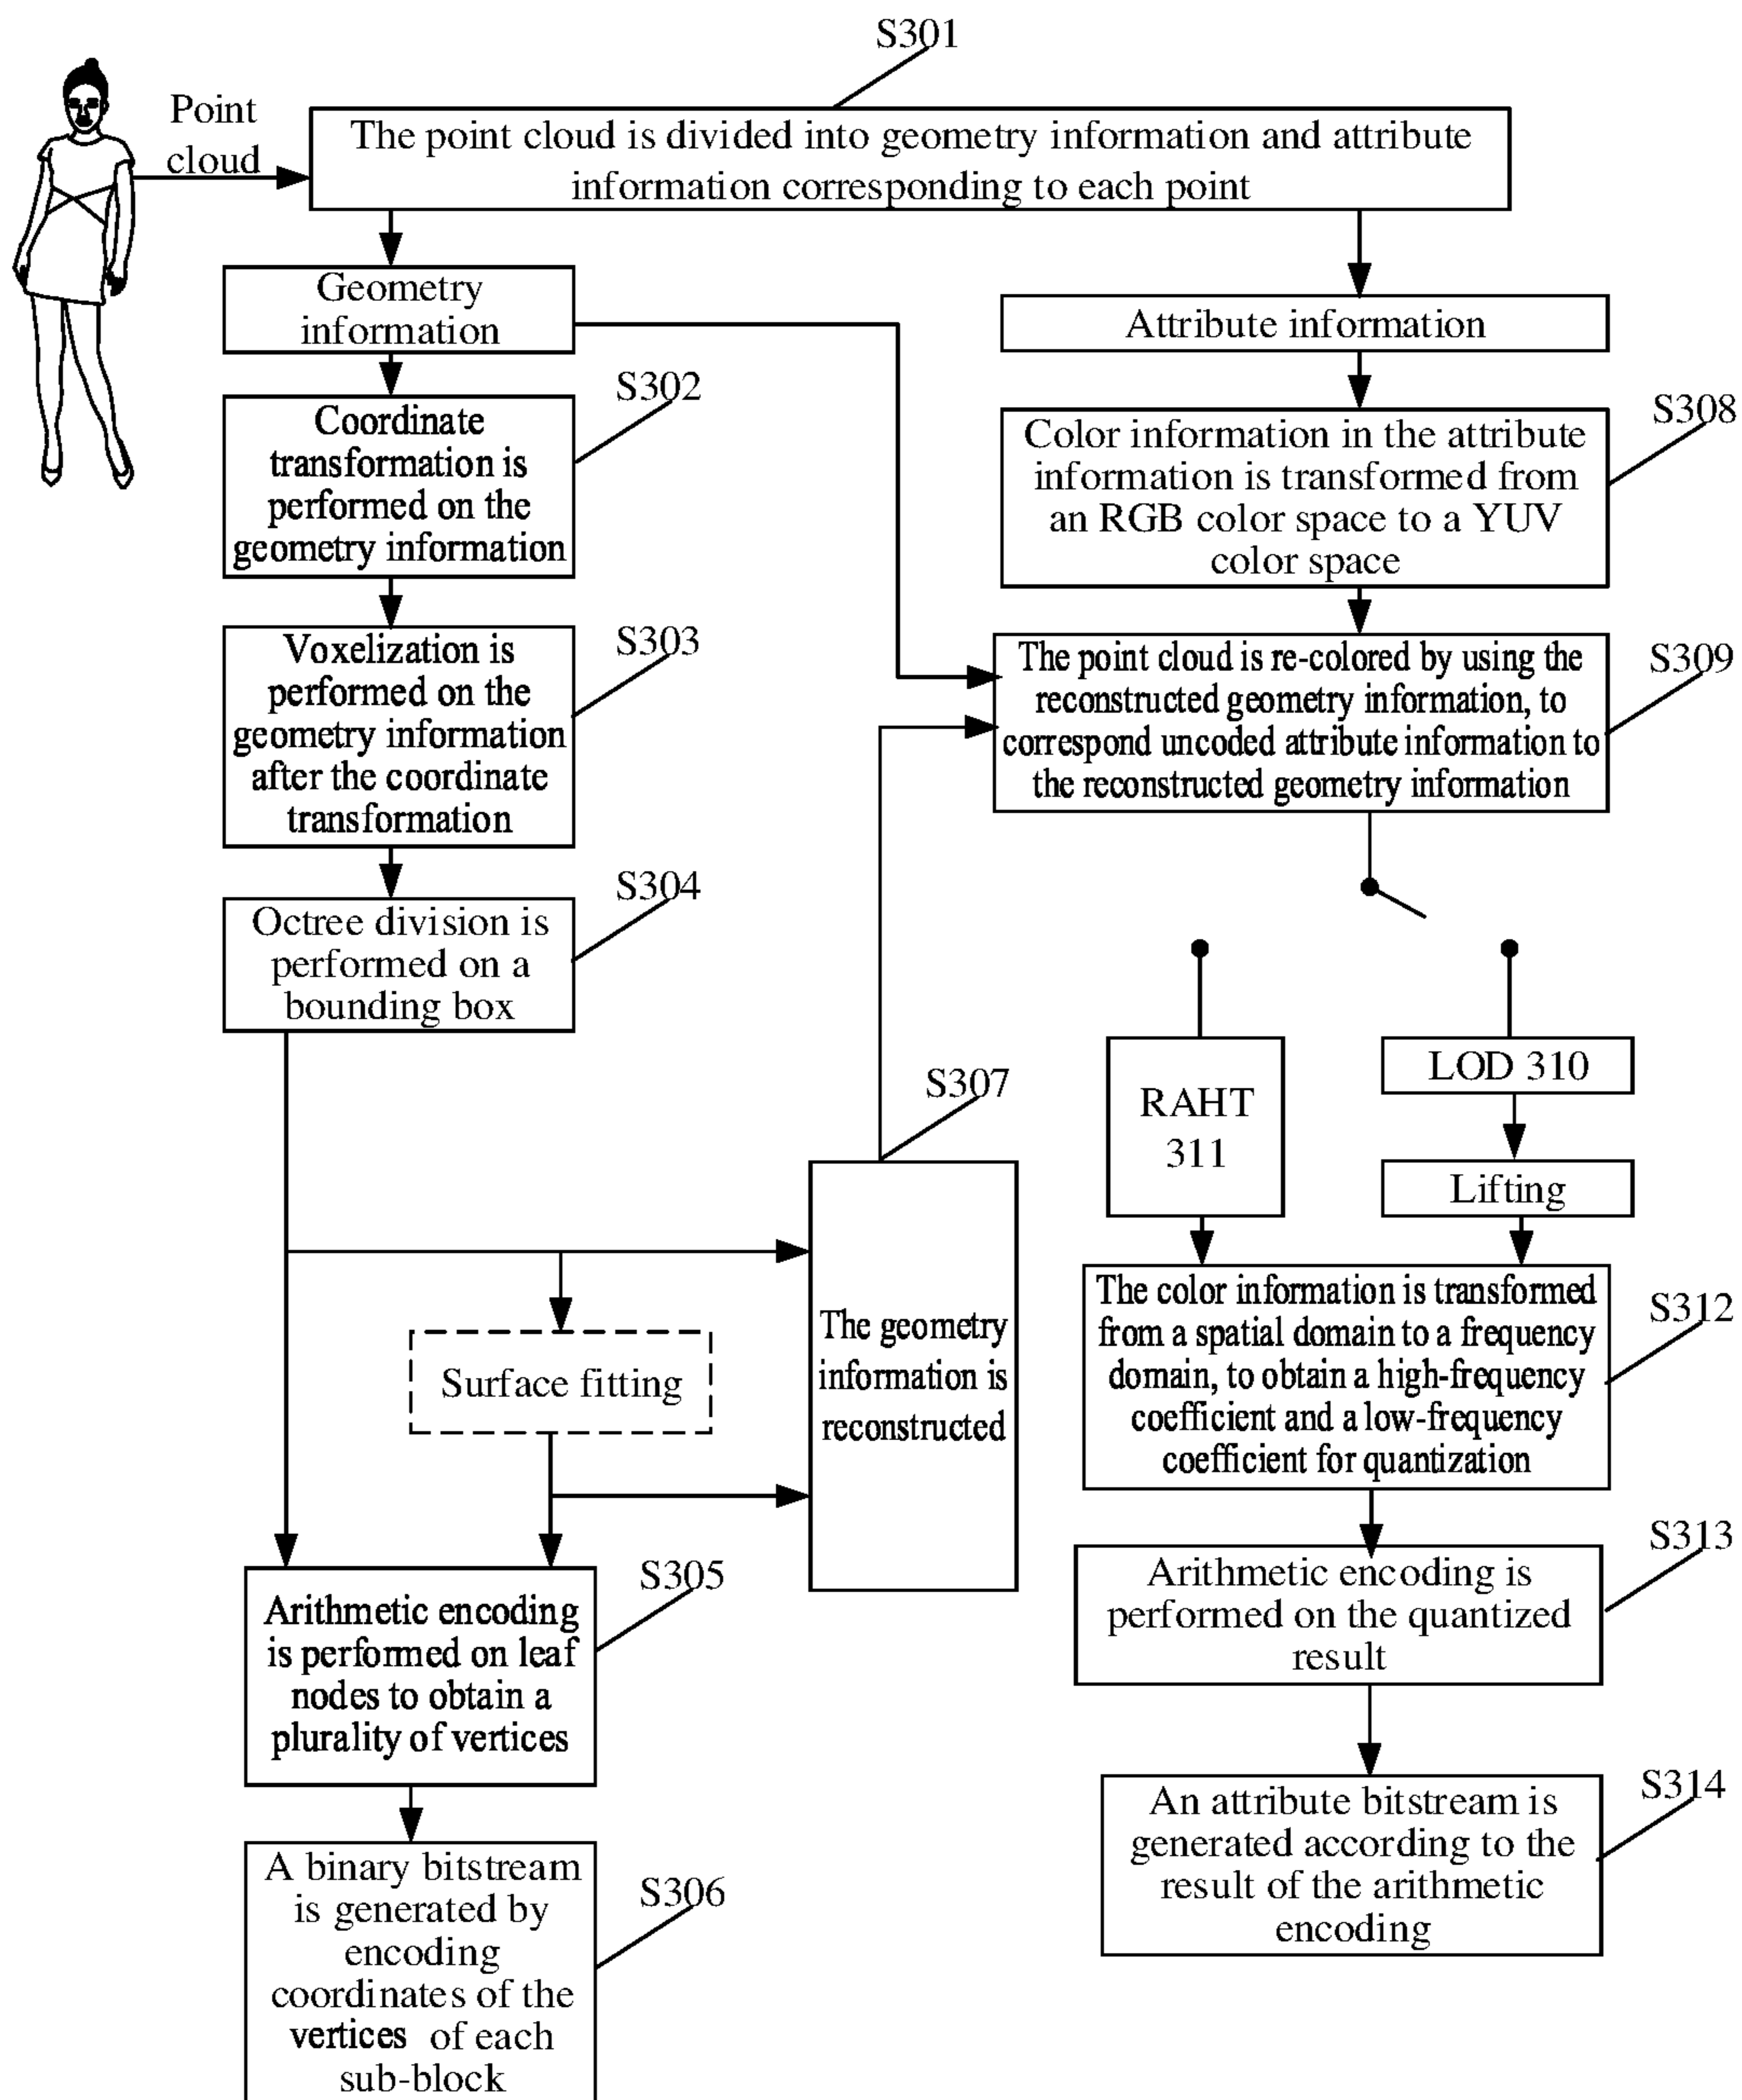 S301
Point
cloud
The point cloud is divided into geometry information and attribute
information corresponding to each point
Geometry
information
S302
Coordinate
transformation is
performed on the
geometry information
S303
Voxelization is
performed on the
geometry information
after the coordinate
transformation
S304
Octree division is
performed on a
bounding box
Surface fitting
S305
Arithmetic encoding
is performed on leaf
nodes to obtain a
plurality of vertices
S306
A binary bitstream
is generated by
encoding
coordinates of the
vertices of each
sub-block
S307
The geometry
information is
reconstructed
Attribute information
S308
Color information in the attribute
information is transformed from
an RGB color space to a YUV
color space
S309
The point cloud is re-colored by using the
reconstructed geometry information, to
correspond uncoded attribute information to
the reconstructed geometry information
RAHT
311
LOD 310
Lifting
S312
The color information is transformed
from a spatial domain to a frequency
domain, to obtain a high-frequency
coefficient and a low-frequency
coefficient for quantization
S313
Arithmetic encoding is
performed on the quantized
result
S314
An attribute bitstream is
generated according to the
result of the arithmetic
encoding